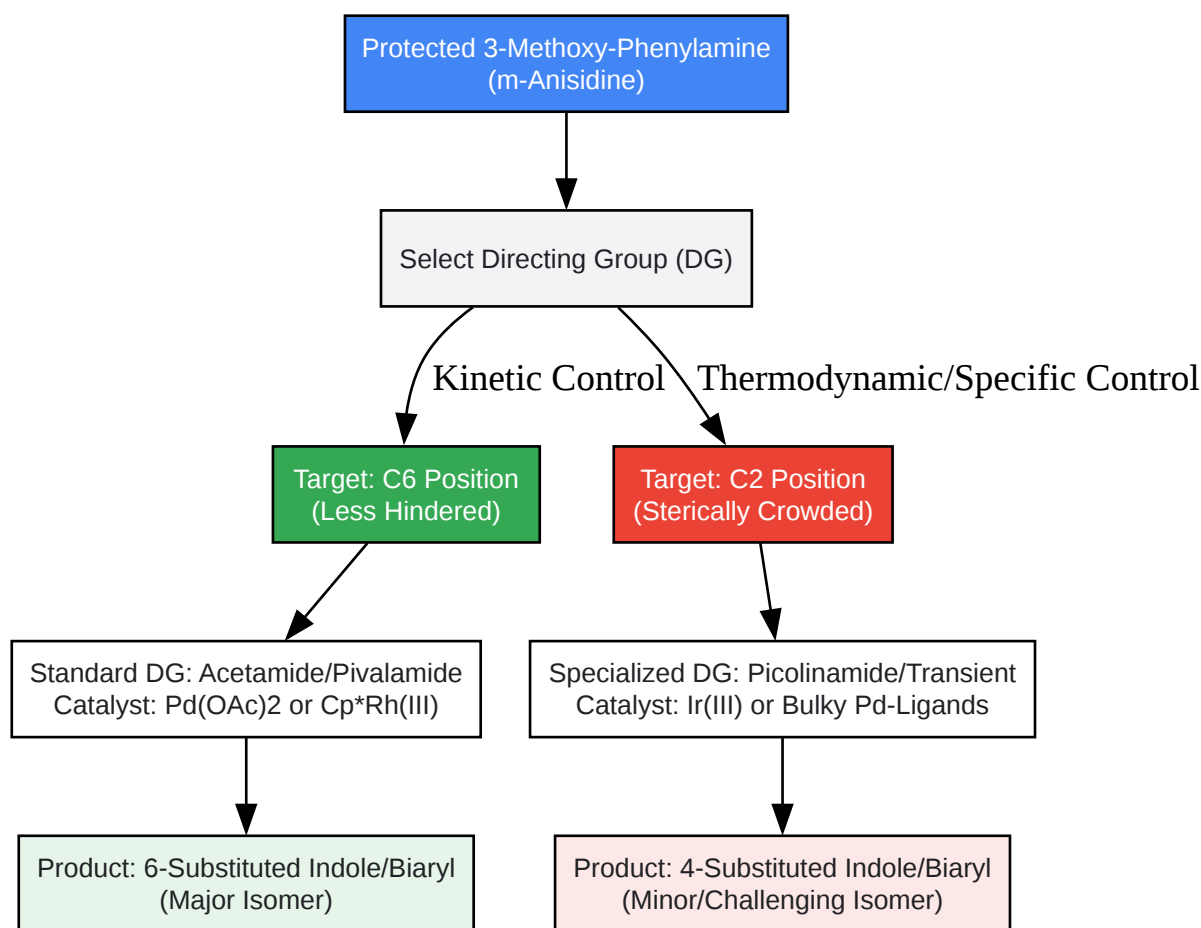 Protected 3-Methoxy-Phenylamine
(m-Anisidine)
Select Directing Group (DG)
Kinetic Control
Thermodynamic/Specific Control
Target: C6 Position
(Less Hindered)
Target: C2 Position
(Sterically Crowded)
Standard DG: Acetamide/Pivalamide
Catalyst: Pd(OAc)2 or Cp*Rh(III)
Specialized DG: Picolinamide/Transient
Catalyst: Ir(III) or Bulky Pd-Ligands
Product: 6-Substituted Indole/Biaryl
(Major Isomer)
Product: 4-Substituted Indole/Biaryl
(Minor/Challenging Isomer)